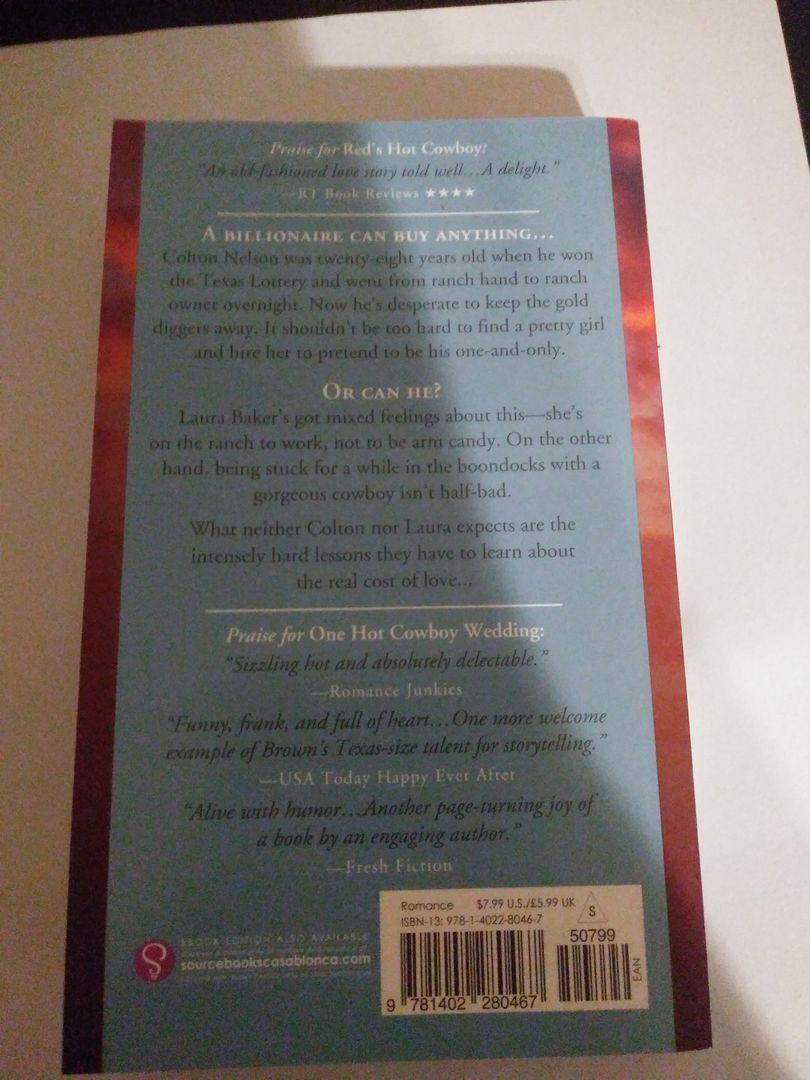 Praise for Red's Hot Cowboy:
"An old-fashioned love story told well...A delight."
—RT Book Reviews ★★★★
A BILLIONAIRE CAN BUY ANYTHING...
Colton Nelson was twenty-eight years old when he won
the Texas Lottery and went from ranch hand to ranch
owner overnight. Now he's desperate to keep the gold
diggers away. It shouldn't be too hard to find a pretty girl
and hire her to pretend to be his one-and-only.
OR CAN HE?
Laura Baker's got mixed feelings about this—she's
on the ranch to work, not to be arm candy. On the other
hand, being stuck for a while in the boondocks with a
gorgeous cowboy isn't half-bad.
What neither Colton nor Laura expects are the
intensely hard lessons they have to learn about
the real cost of love...
Praise for One Hot Cowboy Wedding:
"Sizzling hot and absolutely delectable."
—Romance Junkies
"Funny, frank, and full of heart...One more welcome
example of Brown's Texas-size talent for storytelling."
—USA Today Happy Ever After
"Alive with humor...Another page-turning joy of
a book by an engaging author."
—Fresh Fiction
Romance $7.99 U.S./£5.99 UK S
ISBN-13: 978-1-4022-8046-7
50799
EBOOK EDITION ALSO AVAILABLE
sourcebookscasablanca.com
EAN
9 781402 280467